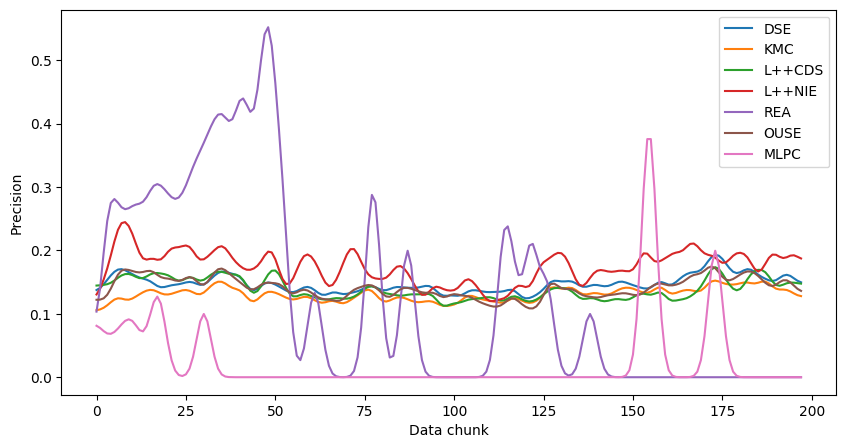 0.5
0.4
0.3
0.2
0.1
0.0
Precision
0 25 50 75 100 125 150 175 200
Data chunk
DSE
KMC
L++CDS
L++NIE
REA
OUSE
MLPC